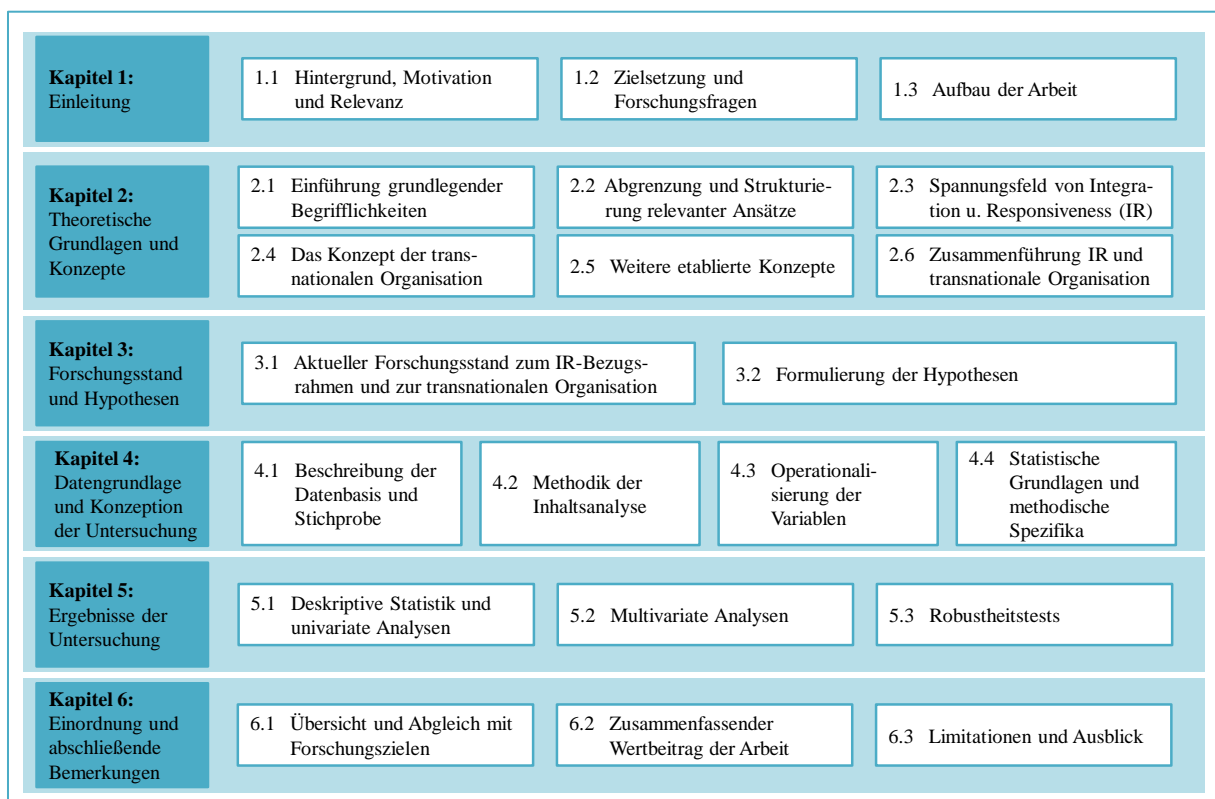 Kapitel 1:
Einleitung
1.1 Hintergrund, Motivation
und Relevanz
1.2 Zielsetzung und
Forschungsfragen
1.3 Aufbau der Arbeit
Kapitel 2:
Theoretische
Grundlagen und
Konzepte
2.1 Einführung grundlegender
Begrifflichkeiten
2.2 Abgrenzung und Strukturie-
rung relevanter Ansätze
2.3 Spannungsfeld von Integra-
tion u. Responsiveness (IR)
2.4 Das Konzept der trans-
nationalen Organisation
2.5 Weitere etablierte Konzepte
2.6 Zusammenführung IR und
transnationale Organisation
Kapitel 3:
Forschungsstand
und Hypothesen
3.1 Aktueller Forschungsstand zum IR-Bezugs-
rahmen und zur transnationalen Organisation
3.2 Formulierung der Hypothesen
Kapitel 4:
Datengrundlage
und Konzeption
der Untersuchung
4.1 Beschreibung der
Datenbasis und
Stichprobe
4.2 Methodik der
Inhaltsanalyse
4.3 Operationali-
sierung der
Variablen
4.4 Statistische
Grundlagen und
methodische
Spezifika
Kapitel 5:
Ergebnisse der
Untersuchung
5.1 Deskriptive Statistik und
univariate Analysen
5.2 Multivariate Analysen
5.3 Robustheitstests
Kapitel 6:
Einordnung und
abschließende
Bemerkungen
6.1 Übersicht und Abgleich mit
Forschungszielen
6.2 Zusammenfassender
Wertbeitrag der Arbeit
6.3 Limitationen und Ausblick